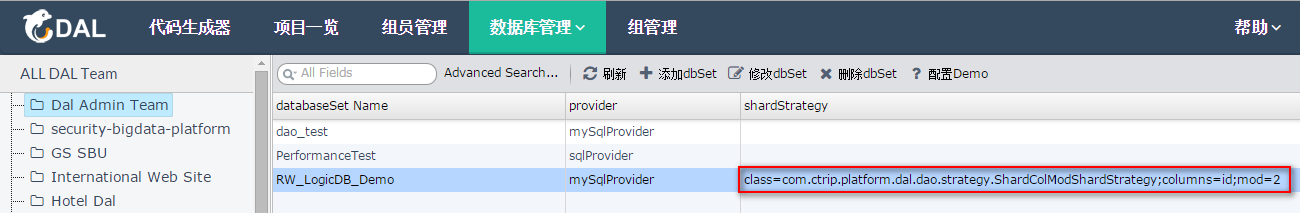 DAL 代码生成器 项目一览 组员管理 数据库管理 组管理 帮助
ALL DAL Team
All Fields Advanced Search... 刷新 添加dbSet 修改dbSet 删除dbSet ? 配置Demo
Dal Admin Team
security-bigdata-platform
GS SBU
International Web Site
Hotel Dal
databaseSet Name provider shardStrategy
dao_test mySqlProvider
PerformanceTest sqlProvider
RW_LogicDB_Demo mySqlProvider class=com.ctrip.platform.dal.dao.strategy.ShardColModShardStrategy;columns=id;mod=2